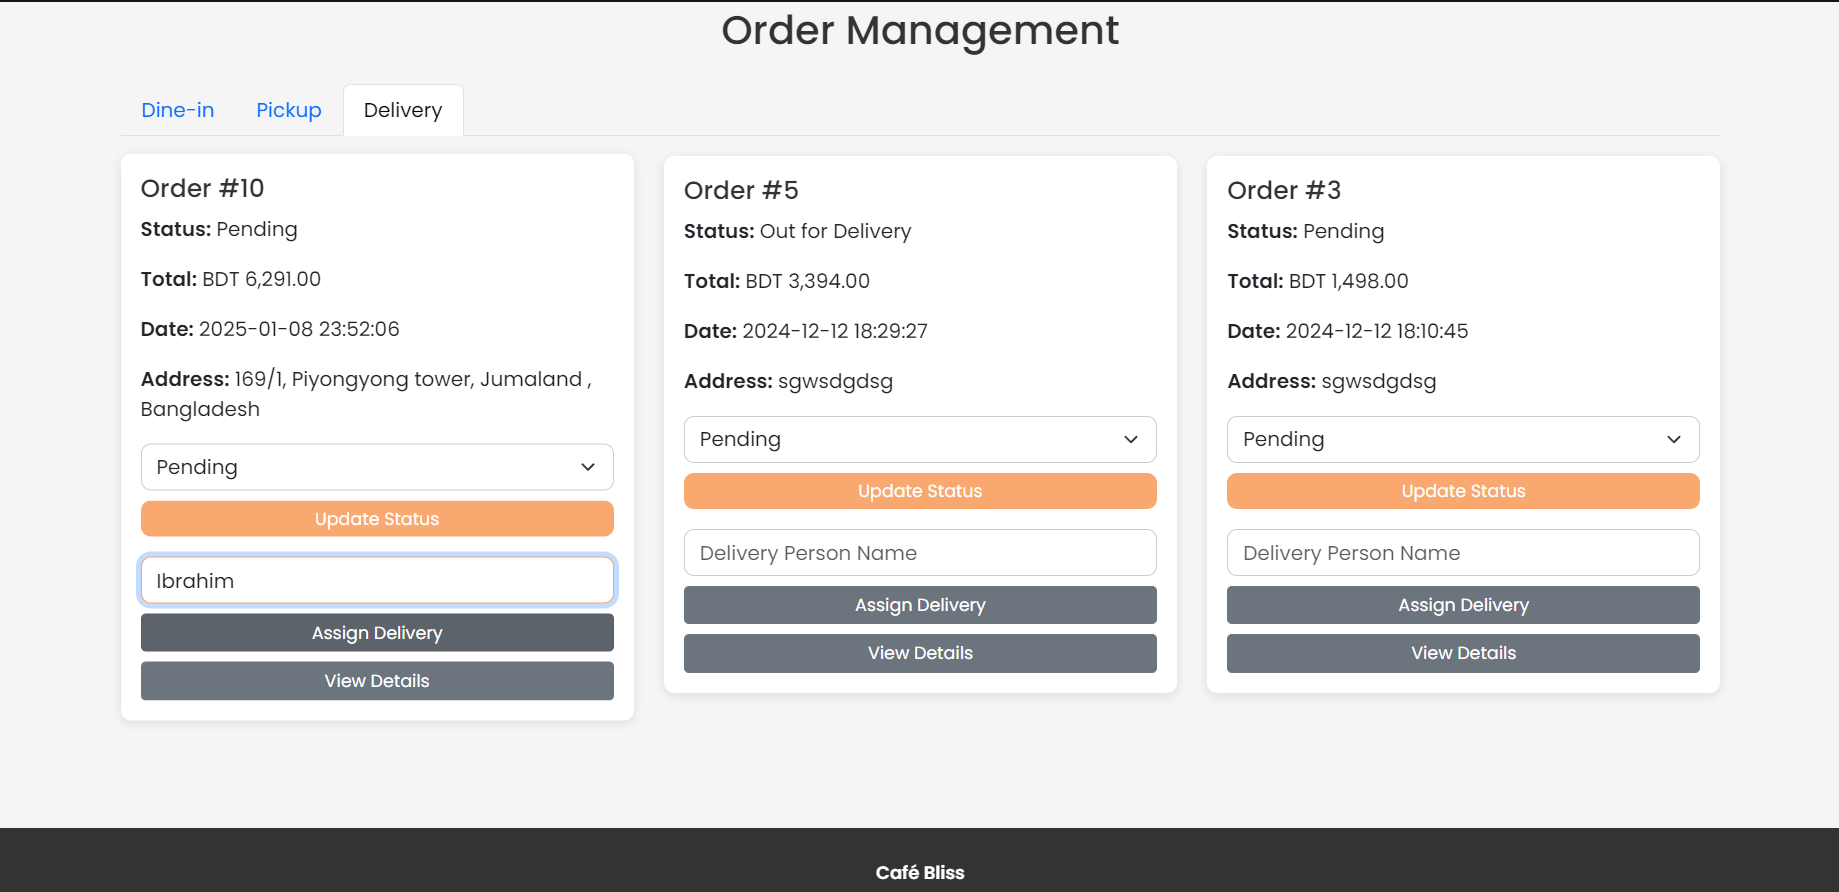 Order Management
Dine-in
Pickup
Delivery
Order #10
Status: Pending
Total: BDT 6,291.00
Date: 2025-01-08 23:52:06
Address: 169/1, Piyongyong tower, Jumaland ,
Bangladesh
Pending
Update Status
Ibrahim
Assign Delivery
View Details
Order #5
Status: Out for Delivery
Total: BDT 3,394.00
Date: 2024-12-12 18:29:27
Address: sgwsdgdsg
Pending
Update Status
Delivery Person Name
Assign Delivery
View Details
Order #3
Status: Pending
Total: BDT 1,498.00
Date: 2024-12-12 18:10:45
Address: sgwsdgdsg
Pending
Update Status
Delivery Person Name
Assign Delivery
View Details
Café Bliss